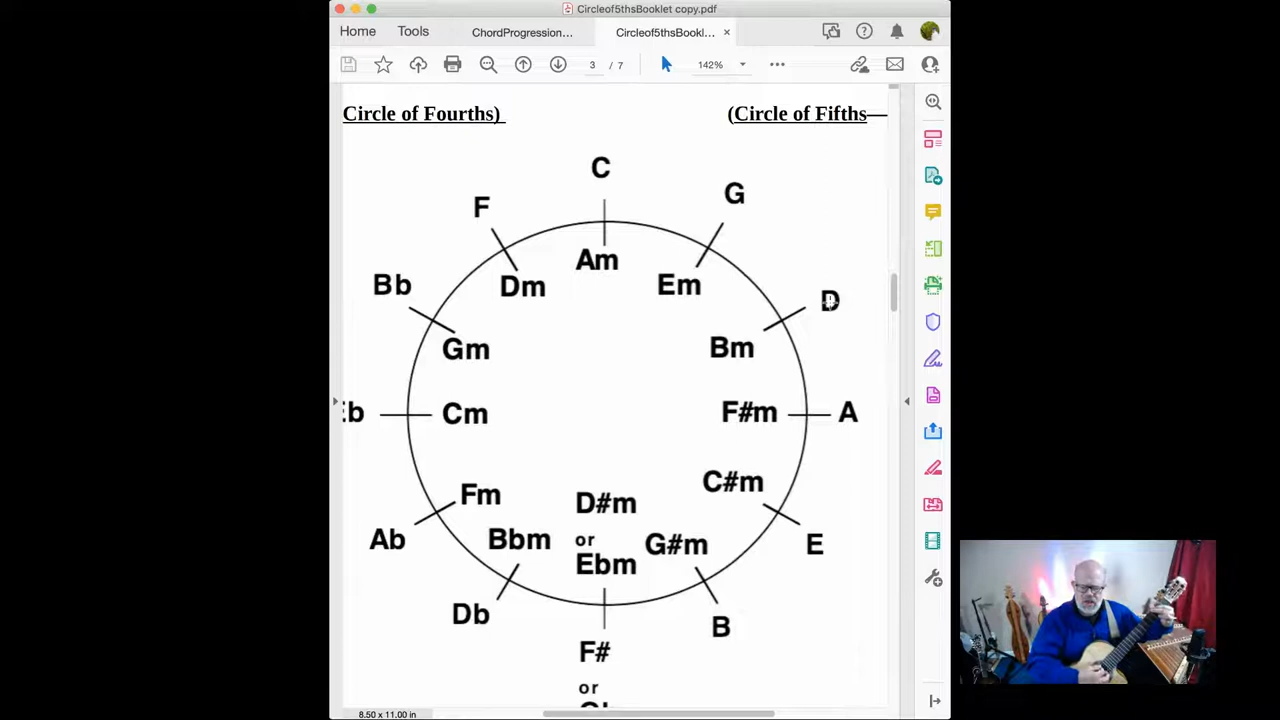 Circleof5thsBooklet copy.pdf
Home Tools ChordProgression... Circleof5thsBookl... ×
3 / 7 142%
Circle of Fourths) (Circle of Fifths—
C
F G
Am
Dm Em
Bb D
Gm Bm
Cm F#m A
C#m
Fm D#m
Ab Bbm or G#m E
Ebm
Db B
F#
or
8.50 x 11.00 in